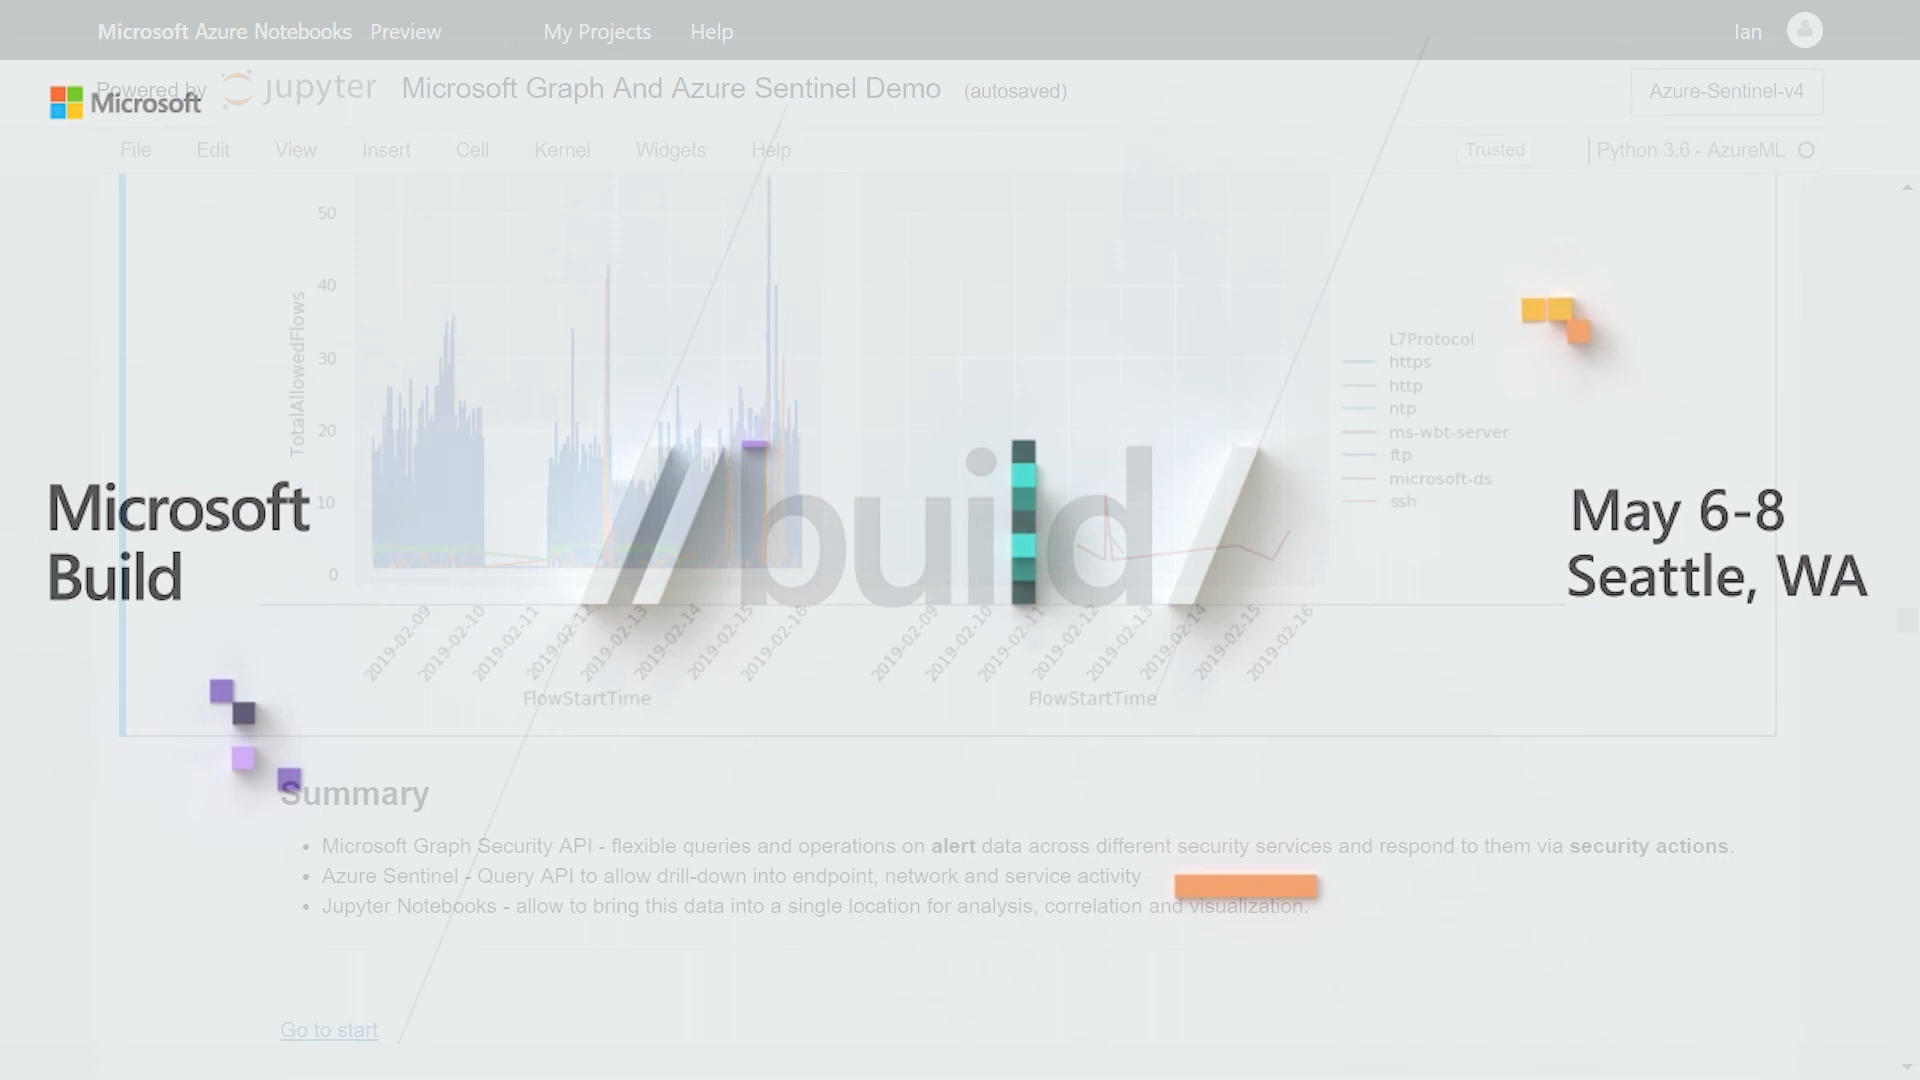 Microsoft Azure Notebooks Preview My Projects Help Ian
Powered by jupyter Microsoft Graph And Azure Sentinel Demo (autosaved) Azure-Sentinel-v4
Microsoft
File Edit View Insert Cell Kernel Widgets Help Trusted Python 3.6 - AzureML
50
40
30
20
10
0
TotalAllowedFlows
L7Protocol
https
http
ntp
ms-wbt-server
ftp
microsoft-ds
ssh
Microsoft
Build
build
May 6-8
Seattle, WA
2019-02-09 2019-02-10 2019-02-11 2019-02-12 2019-02-13 2019-02-14 2019-02-15 2019-02-16
2019-02-09 2019-02-10 2019-02-11 2019-02-12 2019-02-13 2019-02-14 2019-02-15 2019-02-16
FlowStartTime FlowStartTime
Summary
Microsoft Graph Security API - flexible queries and operations on alert data across different security services and respond to them via security actions.
Azure Sentinel - Query API to allow drill-down into endpoint, network and service activity
Jupyter Notebooks - allow to bring this data into a single location for analysis, correlation and visualization.
Go to start